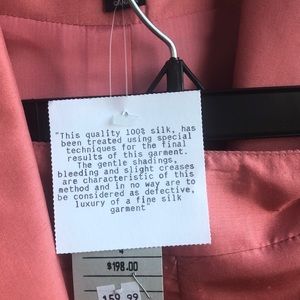 "This quality 100% silk, has
been treated using special
techniques for the final
results of this garment.
The gentle shadings,
bleeding and slight creases
are characteristic of this
method and in no way are to
be considered as defective,
luxury of a fine silk
garment"
4
$198.00
159.99